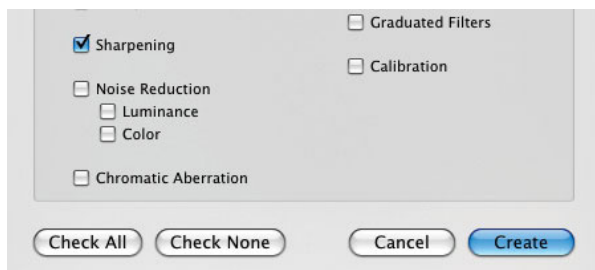 Graduated Filters
Sharpening
Calibration
Noise Reduction
Luminance
Color
Chromatic Aberration
Check All Check None Cancel Create